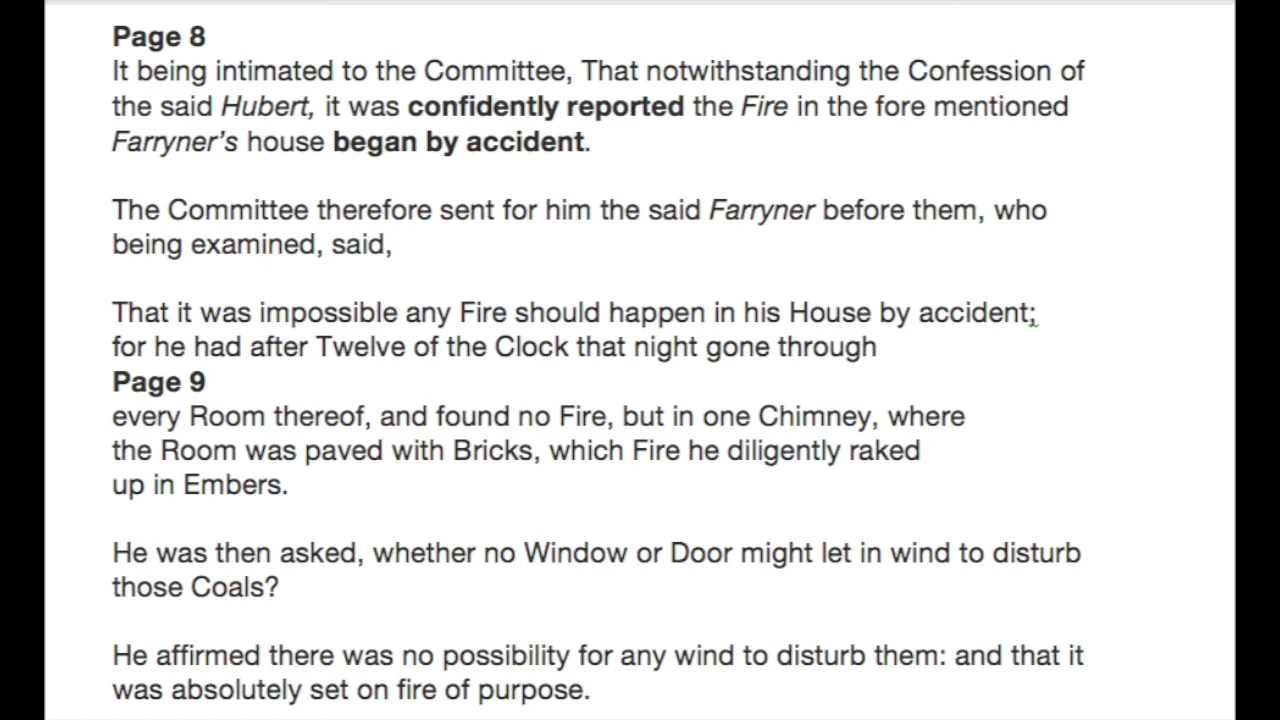 Page 8
It being intimated to the Committee, That notwithstanding the Confession of
the said Hubert, it was confidently reported the Fire in the fore mentioned
Farryner's house began by accident.
The Committee therefore sent for him the said Farryner before them, who
being examined, said,
That it was impossible any Fire should happen in his House by accident;
for he had after Twelve of the Clock that night gone through
Page 9
every Room thereof, and found no Fire, but in one Chimney, where
the Room was paved with Bricks, which Fire he diligently raked
up in Embers.
He was then asked, whether no Window or Door might let in wind to disturb
those Coals?
He affirmed there was no possibility for any wind to disturb them: and that it
was absolutely set on fire of purpose.